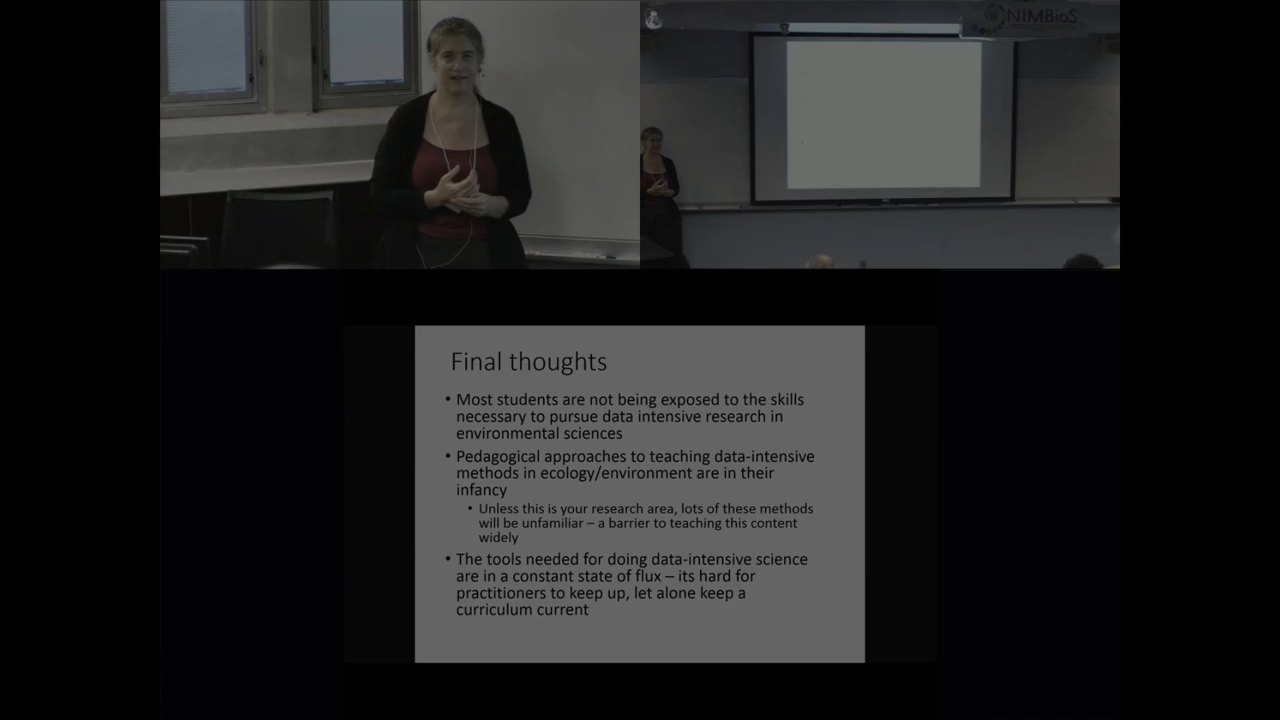 NIMBioS
Final thoughts
• Most students are not being exposed to the skills
necessary to pursue data intensive research in
environmental sciences
• Pedagogical approaches to teaching data-intensive
methods in ecology/environment are in their
infancy
• Unless this is your research area, lots of these methods
will be unfamiliar – a barrier to teaching this content
widely
• The tools needed for doing data-intensive science
are in a constant state of flux – its hard for
practitioners to keep up, let alone keep a
curriculum current